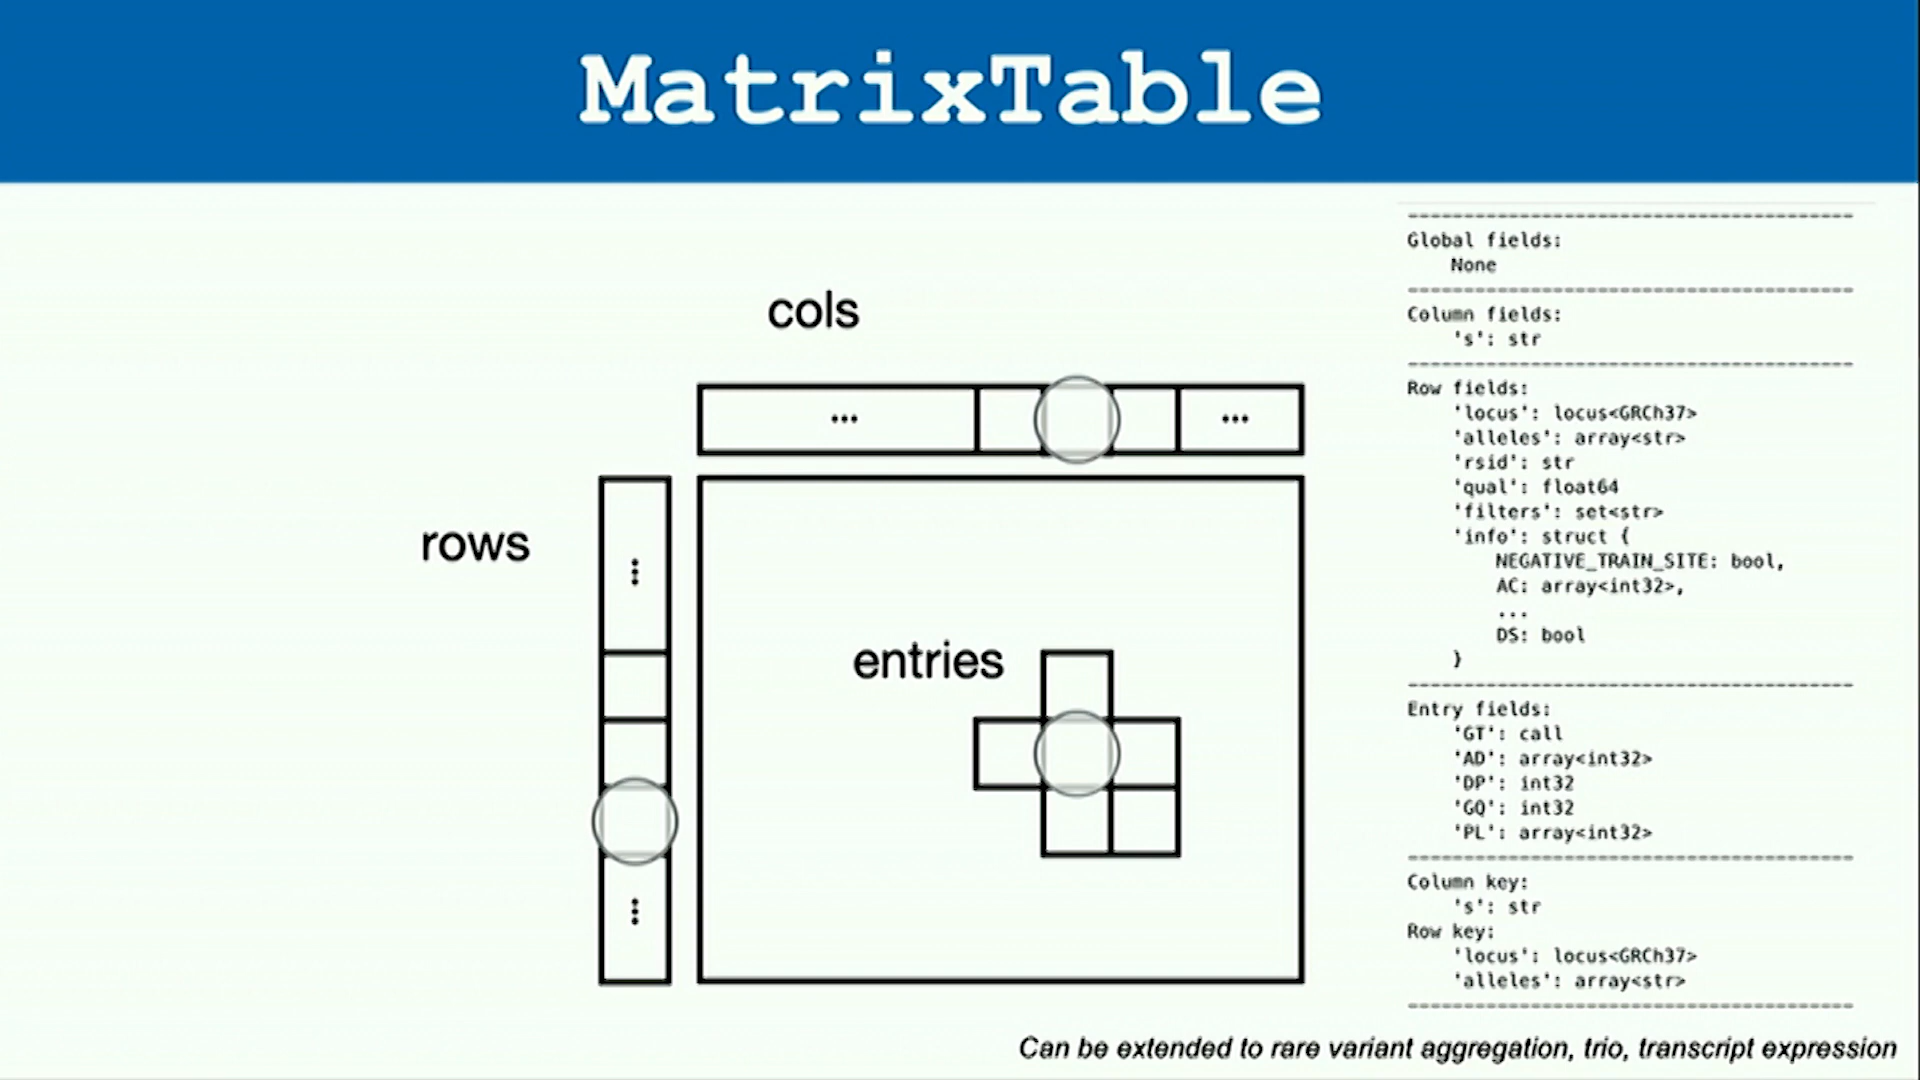 MatrixTable
cols
...
...
rows
...
...
entries
----------------------------------------
Global fields:
None
----------------------------------------
Column fields:
's': str
----------------------------------------
Row fields:
'locus': locus<GRCh37>
'alleles': array<str>
'rsid': str
'qual': float64
'filters': set<str>
'info': struct {
NEGATIVE_TRAIN_SITE: bool,
AC: array<int32>,
...
DS: bool
}
----------------------------------------
Entry fields:
'GT': call
'AD': array<int32>
'DP': int32
'GQ': int32
'PL': array<int32>
----------------------------------------
Column key:
's': str
Row key:
'locus': locus<GRCh37>
'alleles': array<str>
----------------------------------------
Can be extended to rare variant aggregation, trio, transcript expression